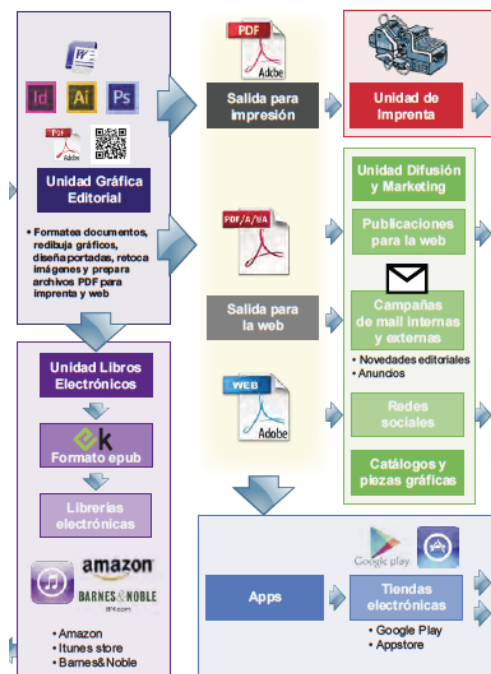 W
Id
Ai
Ps
PDF
Adobe
Unidad Gráfica
Editorial
• Formatea documentos,
redibuja gráficos,
diseña portadas, retoca
imágenes y prepara
archivos PDF para
imprenta y web
Unidad Libros
Electrónicos
ek
Formato epub
Librerías
electrónicas
amazon
BARNES&NOBLE
BN.com
• Amazon
• Itunes store
• Barnes&Noble
PDF
Adobe
Salida para
impresión
PDF/A/UA
Salida para
la web
WEB
Adobe
Unidad de
Imprenta
Unidad Difusión
y Marketing
Publicaciones
para la web
Campañas
de mail internas
y externas
• Novedades editoriales
• Anuncios
Redes
sociales
Catálogos y
piezas gráficas
Apps
Google play
Tiendas
electrónicas
• Google Play
• Appstore